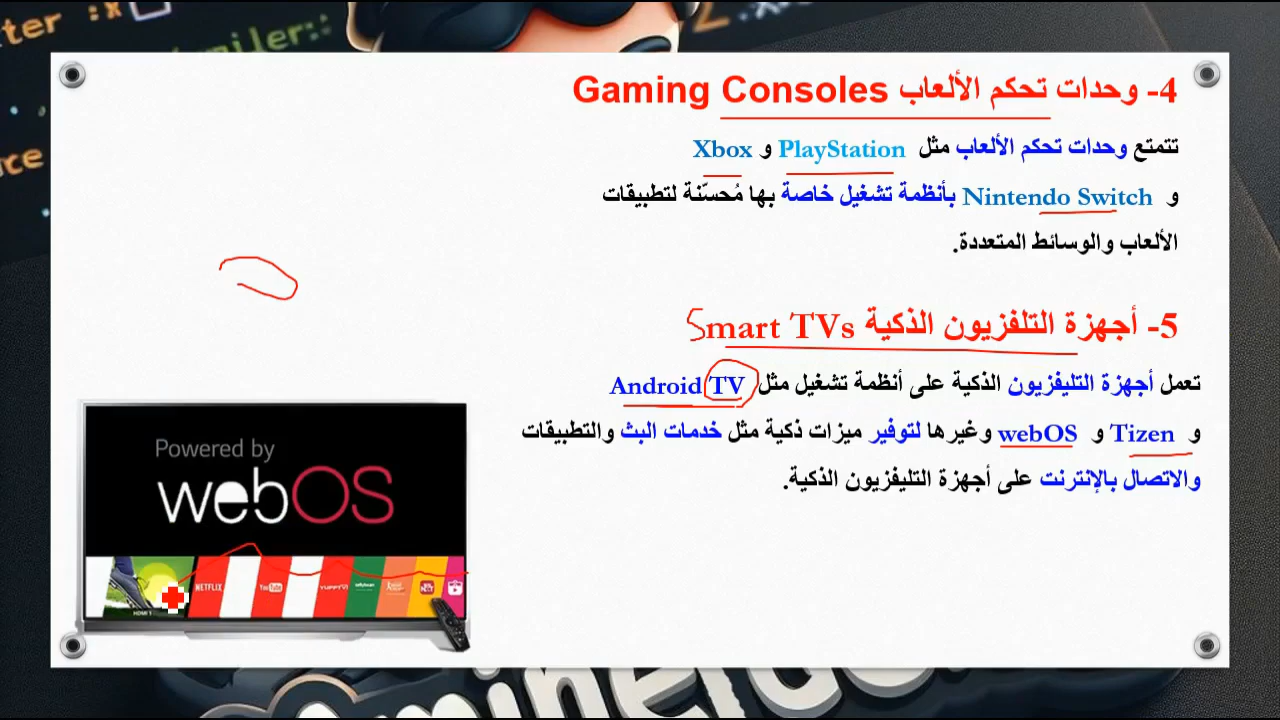 4- وحدات تحكم الألعاب Gaming Consoles
تتمتع وحدات تحكم الألعاب مثل PlayStation و Xbox
و Nintendo Switch بأنظمة تشغيل خاصة بها مُحسّنة لتطبيقات
الألعاب والوسائط المتعددة.
5- أجهزة التلفزيون الذكية Smart TVs
تعمل أجهزة التليفزيون الذكية على أنظمة تشغيل مثل Android TV
و Tizen و webOS وغيرها لتوفير ميزات ذكية مثل خدمات البث والتطبيقات
والاتصال بالإنترنت على أجهزة التليفزيون الذكية.
Powered by
webOS
NETFLIX
YouTube
HDMI 1